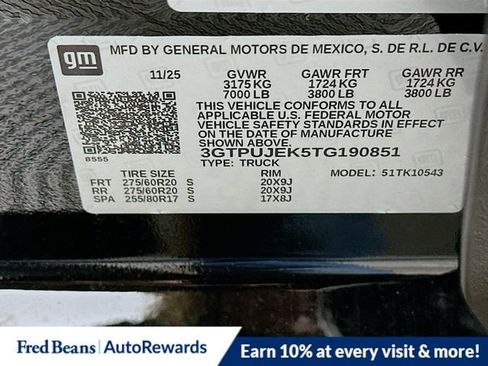 gm
MFD BY GENERAL MOTORS DE MEXICO, S. DE R.L. DE C.V.
11/25 GVWR GAWR FRT GAWR RR
3175 KG 1724 KG 1724 KG
7000 LB 3800 LB 3800 LB
THIS VEHICLE CONFORMS TO ALL
APPLICABLE U.S. FEDERAL MOTOR
VEHICLE SAFETY STANDARDS IN EFFECT
ON THE DATE OF MANUFACTURE
SHOWN ABOVE.
8555
3GTPUJEK5TG190851
TYPE: TRUCK MODEL: 51TK10543
TIRE SIZE RIM
FRT 275/60R20 S 20X9J
RR 275/60R20 S 20X9J
SPA 255/80R17 S 17X8J
Fred Beans | AutoRewards
Earn 10% at every visit & more!